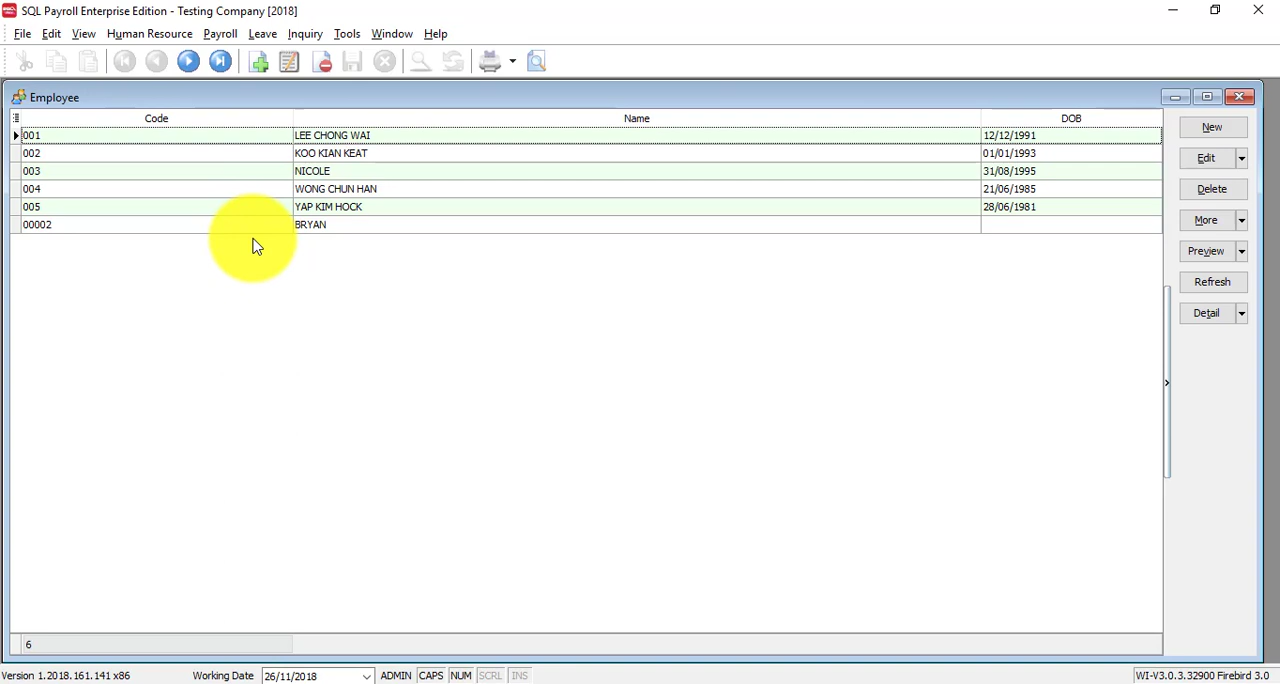 SQL Payroll Enterprise Edition - Testing Company [2018]
File Edit View Human Resource Payroll Leave Inquiry Tools Window Help
Employee
Code Name DOB
001 LEE CHONG WAI 12/12/1991
002 KOO KIAN KEAT 01/01/1993
003 NICOLE 31/08/1995
004 WONG CHUN HAN 21/06/1985
005 YAP KIM HOCK 28/06/1981
00002 BRYAN
New
Edit
Delete
More
Preview
Refresh
Detail
6
Version 1.2018.161.141 x86 Working Date 26/11/2018 ADMIN CAPS NUM SCRL INS WI-V3.0.3.32900 Firebird 3.0